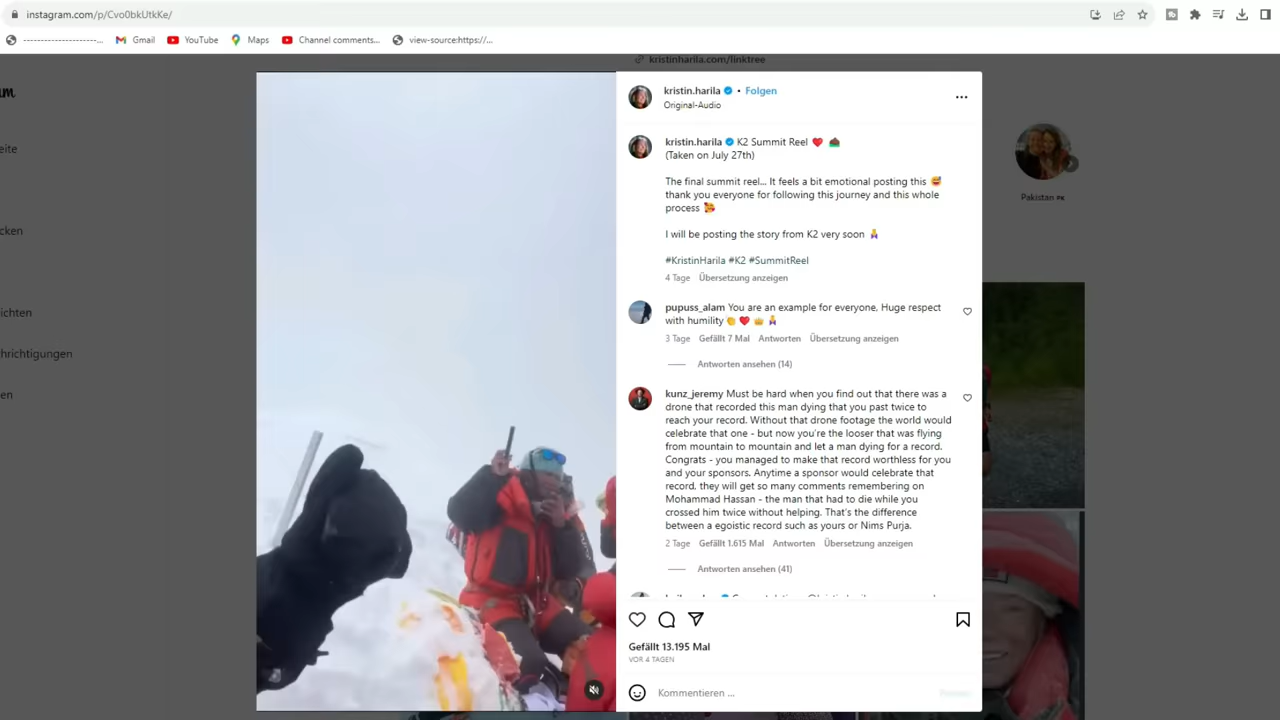 instagram.com/p/Cvo0bkUtkKe/
----------------------...
Gmail
YouTube
Maps
Channel comments...
view-source:https://...
kristinharila.com/linktree
kristin.harila • Folgen
Original-Audio
kristin.harila K2 Summit Reel
(Taken on July 27th)
The final summit reel... It feels a bit emotional posting this
thank you everyone for following this journey and this whole
process
I will be posting the story from K2 very soon
#KristinHarila #K2 #SummitReel
4 Tage Übersetzung anzeigen
Pakistan PK
pupuss_alam You are an example for everyone, Huge respect
with humility
3 Tage Gefällt 7 Mal Antworten Übersetzung anzeigen
Antworten ansehen (14)
kunz_jeremy Must be hard when you find out that there was a
drone that recorded this man dying that you past twice to
reach your record. Without that drone footage the world would
celebrate that one - but now you're the looser that was flying
from mountain to mountain and let a man dying for a record.
Congrats - you managed to make that record worthless for you
and your sponsors. Anytime a sponsor would celebrate that
record, they will get so many comments remembering on
Mohammad Hassan - the man that had to die while you
crossed him twice without helping. That's the difference
between a egoistic record such as yours or Nims Purja.
2 Tage Gefällt 1.615 Mal Antworten Übersetzung anzeigen
Antworten ansehen (41)
Gefällt 13.195 Mal
VOR 4 TAGEN
Kommentieren ...
am
eite
cken
ichten
hrichtigungen
en